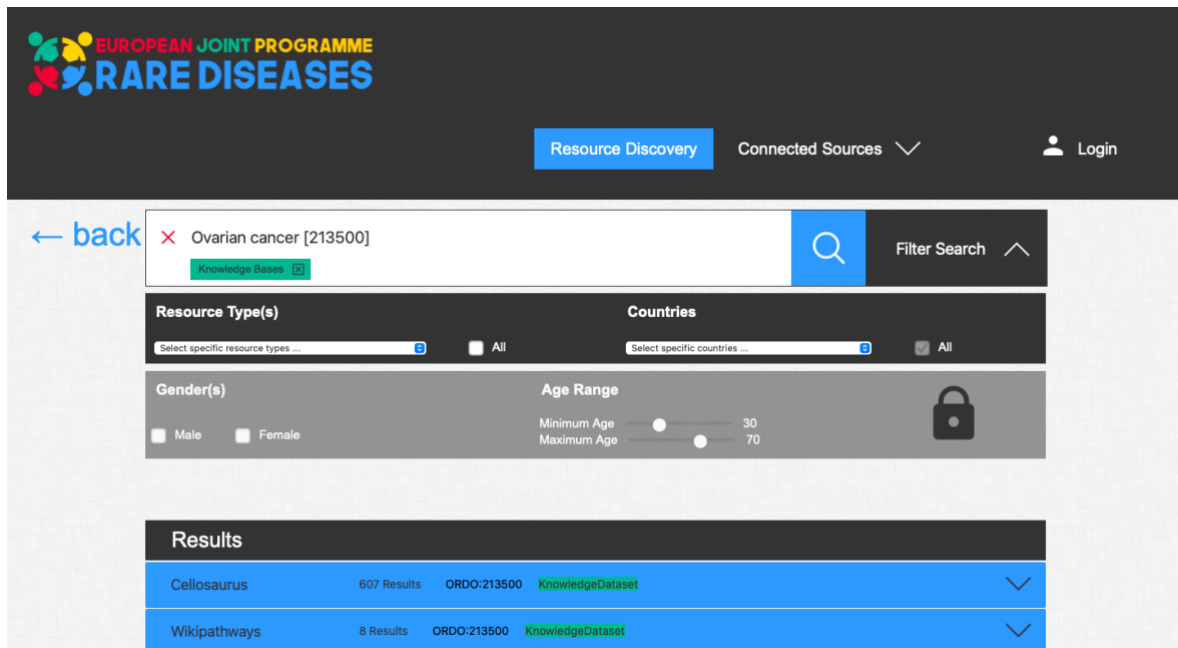 EUROPEAN JOINT PROGRAMME
RARE DISEASES
Resource Discovery Connected Sources Login
← back
Ovarian cancer [213500]
Knowledge Bases
Filter Search
Resource Type(s) Countries
Select specific resource types ... All Select specific countries ... All
Gender(s) Age Range
Male Female
Minimum Age 30
Maximum Age 70
Results
Cellosaurus 607 Results ORDO:213500 KnowledgeDataset
Wikipathways 8 Results ORDO:213500 KnowledgeDataset